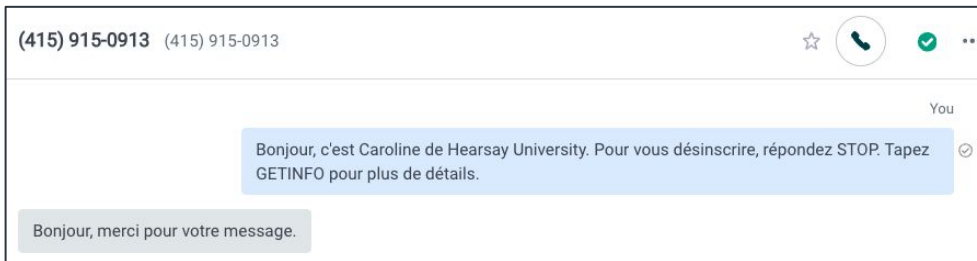 (415) 915-0913 (415) 915-0913
You
Bonjour, c'est Caroline de Hearsay University. Pour vous désinscrire, répondez STOP. Tapez
GETINFO pour plus de détails.
Bonjour, merci pour votre message.